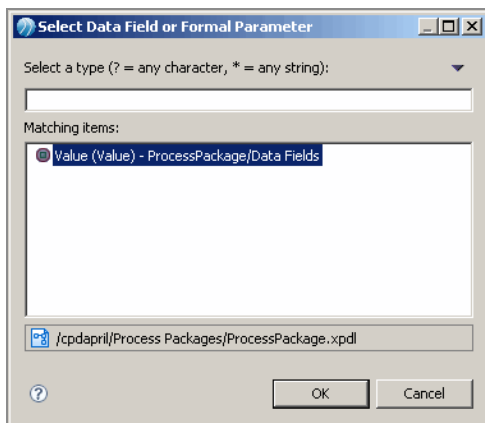 Select Data Field or Formal Parameter
Select a type (? = any character, * = any string):
Matching items:
Value (Value) - ProcessPackage/Data Fields
/cpdapril/Process Packages/ProcessPackage.xpdl
OK Cancel